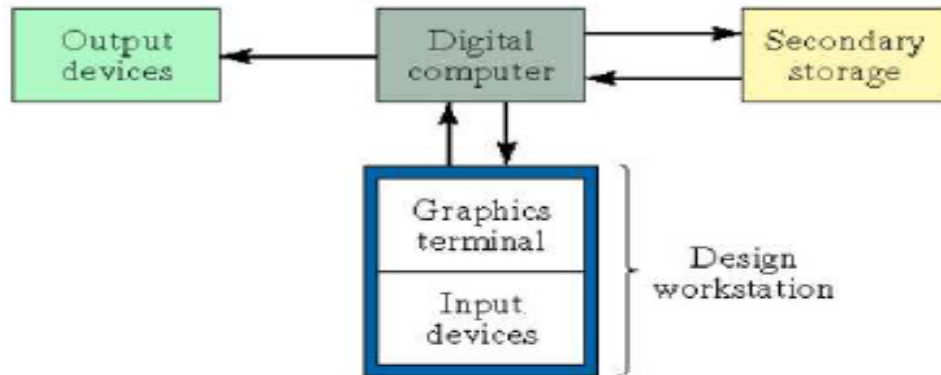 Output
devices
Digital
computer
Secondary
storage
Graphics
terminal
Input
devices
Design
workstation